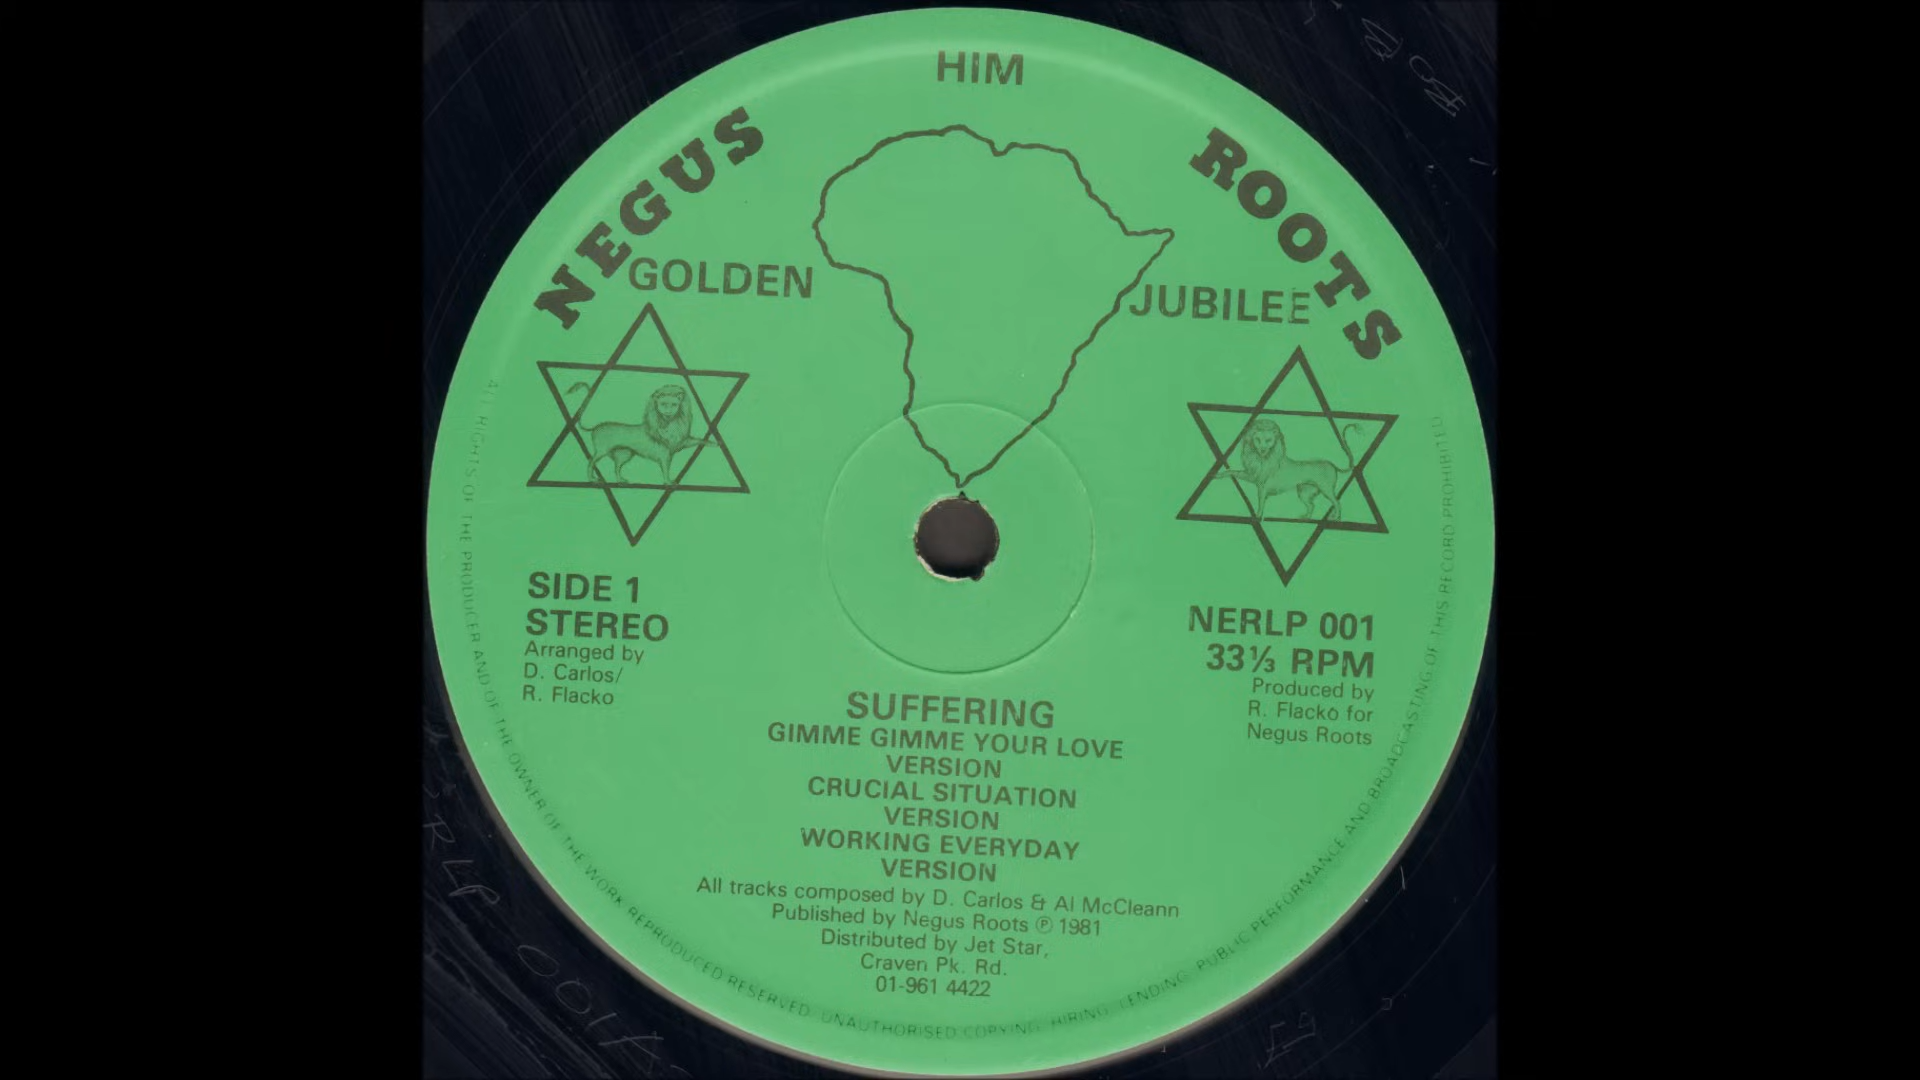 HIM
NEGUS ROOTS
GOLDEN JUBILEE
SIDE 1
STEREO
Arranged by
D. Carlos/
R. Flacko
NERLP 001
33⅓ RPM
Produced by
R. Flacko for
Negus Roots
SUFFERING
GIMME GIMME YOUR LOVE
VERSION
CRUCIAL SITUATION
VERSION
WORKING EVERYDAY
VERSION
All tracks composed by D. Carlos & Al McCleann
Published by Negus Roots ℗ 1981
Distributed by Jet Star,
Craven Pk. Rd.
01-961 4422
ALL RIGHTS OF THE PRODUCER AND OF THE OWNER OF THE WORK REPRODUCED RESERVED. UNAUTHORISED COPYING, HIRING, LENDING, PUBLIC PERFORMANCE AND BROADCASTING OF THIS RECORD PROHIBITED